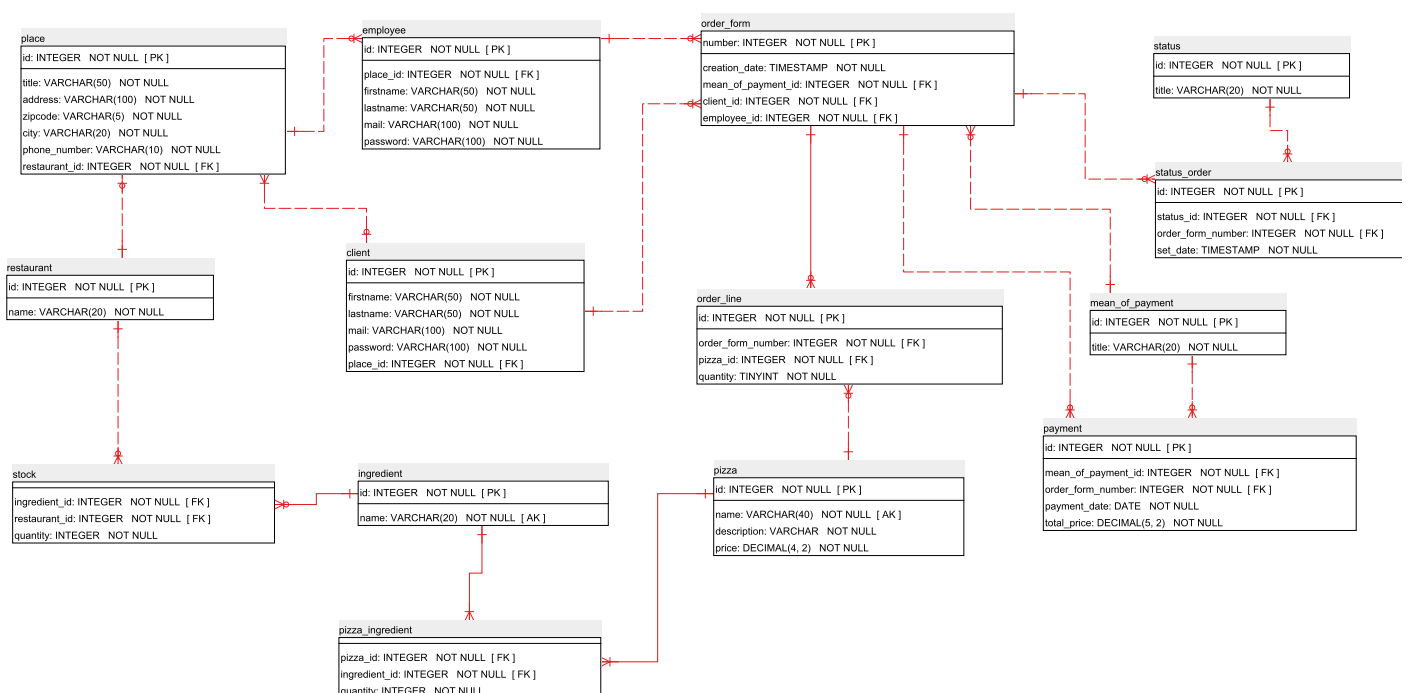 place
id: INTEGER NOT NULL [ PK ]
title: VARCHAR(50) NOT NULL
address: VARCHAR(100) NOT NULL
zipcode: VARCHAR(5) NOT NULL
city: VARCHAR(20) NOT NULL
phone_number: VARCHAR(10) NOT NULL
restaurant_id: INTEGER NOT NULL [ FK ]
employee
id: INTEGER NOT NULL [ PK ]
place_id: INTEGER NOT NULL [ FK ]
firstname: VARCHAR(50) NOT NULL
lastname: VARCHAR(50) NOT NULL
mail: VARCHAR(100) NOT NULL
password: VARCHAR(100) NOT NULL
order_form
number: INTEGER NOT NULL [ PK ]
creation_date: TIMESTAMP NOT NULL
mean_of_payment_id: INTEGER NOT NULL [ FK ]
client_id: INTEGER NOT NULL [ FK ]
employee_id: INTEGER NOT NULL [ FK ]
status
id: INTEGER NOT NULL [ PK ]
title: VARCHAR(20) NOT NULL
status_order
id: INTEGER NOT NULL [ PK ]
status_id: INTEGER NOT NULL [ FK ]
order_form_number: INTEGER NOT NULL [ FK ]
set_date: TIMESTAMP NOT NULL
restaurant
id: INTEGER NOT NULL [ PK ]
name: VARCHAR(20) NOT NULL
client
id: INTEGER NOT NULL [ PK ]
firstname: VARCHAR(50) NOT NULL
lastname: VARCHAR(50) NOT NULL
mail: VARCHAR(100) NOT NULL
password: VARCHAR(100) NOT NULL
place_id: INTEGER NOT NULL [ FK ]
order_line
id: INTEGER NOT NULL [ PK ]
order_form_number: INTEGER NOT NULL [ FK ]
pizza_id: INTEGER NOT NULL [ FK ]
quantity: TINYINT NOT NULL
mean_of_payment
id: INTEGER NOT NULL [ PK ]
title: VARCHAR(20) NOT NULL
payment
id: INTEGER NOT NULL [ PK ]
mean_of_payment_id: INTEGER NOT NULL [ FK ]
order_form_number: INTEGER NOT NULL [ FK ]
payment_date: DATE NOT NULL
total_price: DECIMAL(5, 2) NOT NULL
stock
ingredient_id: INTEGER NOT NULL [ FK ]
restaurant_id: INTEGER NOT NULL [ FK ]
quantity: INTEGER NOT NULL
ingredient
id: INTEGER NOT NULL [ PK ]
name: VARCHAR(20) NOT NULL [ AK ]
pizza
id: INTEGER NOT NULL [ PK ]
name: VARCHAR(40) NOT NULL [ AK ]
description: VARCHAR NOT NULL
price: DECIMAL(4, 2) NOT NULL
pizza_ingredient
pizza_id: INTEGER NOT NULL [ FK ]
ingredient_id: INTEGER NOT NULL [ FK ]
quantity: INTEGER NOT NULL